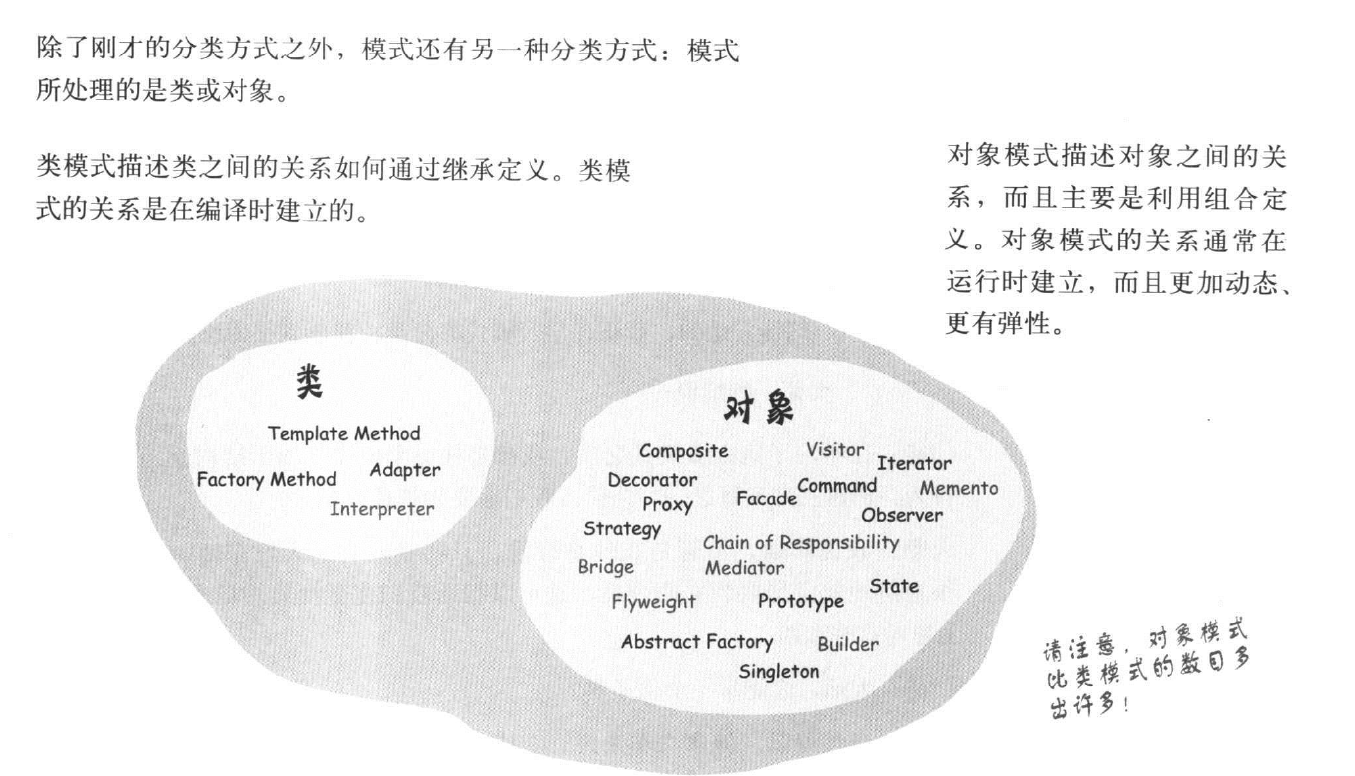 除了刚才的分类方式之外，模式还有另一种分类方式：模式
所处理的是类或对象。
类模式描述类之间的关系如何通过继承定义。类模
式的关系是在编译时建立的。
对象模式描述对象之间的关
系，而且主要是利用组合定
义。对象模式的关系通常在
运行时建立，而且更加动态、
更有弹性。
类
Template Method
Factory Method
Adapter
Interpreter
对象
Composite
Visitor
Iterator
Decorator
Command
Memento
Proxy
Facade
Observer
Strategy
Chain of Responsibility
Bridge
Mediator
State
Flyweight
Prototype
Abstract Factory
Builder
Singleton
请注意，对象模式
比类模式的数目多
出许多！